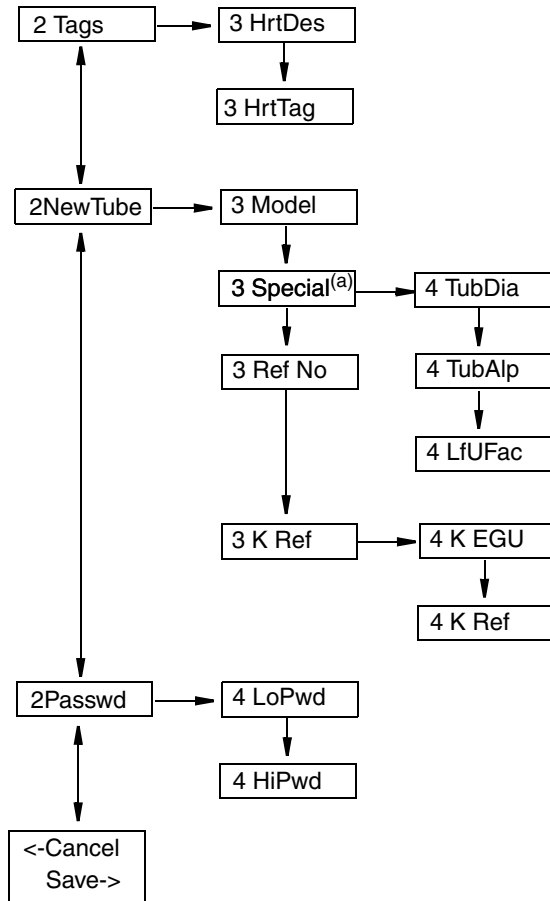 2 Tags
3 HrtDes
3 HrtTag
2NewTube
3 Model
3 Special(a)
4 TubDia
3 Ref No
4 TubAlp
4 LfUFac
3 K Ref
4 K EGU
4 K Ref
2Passwd
4 LoPwd
4 HiPwd
<-Cancel
Save->